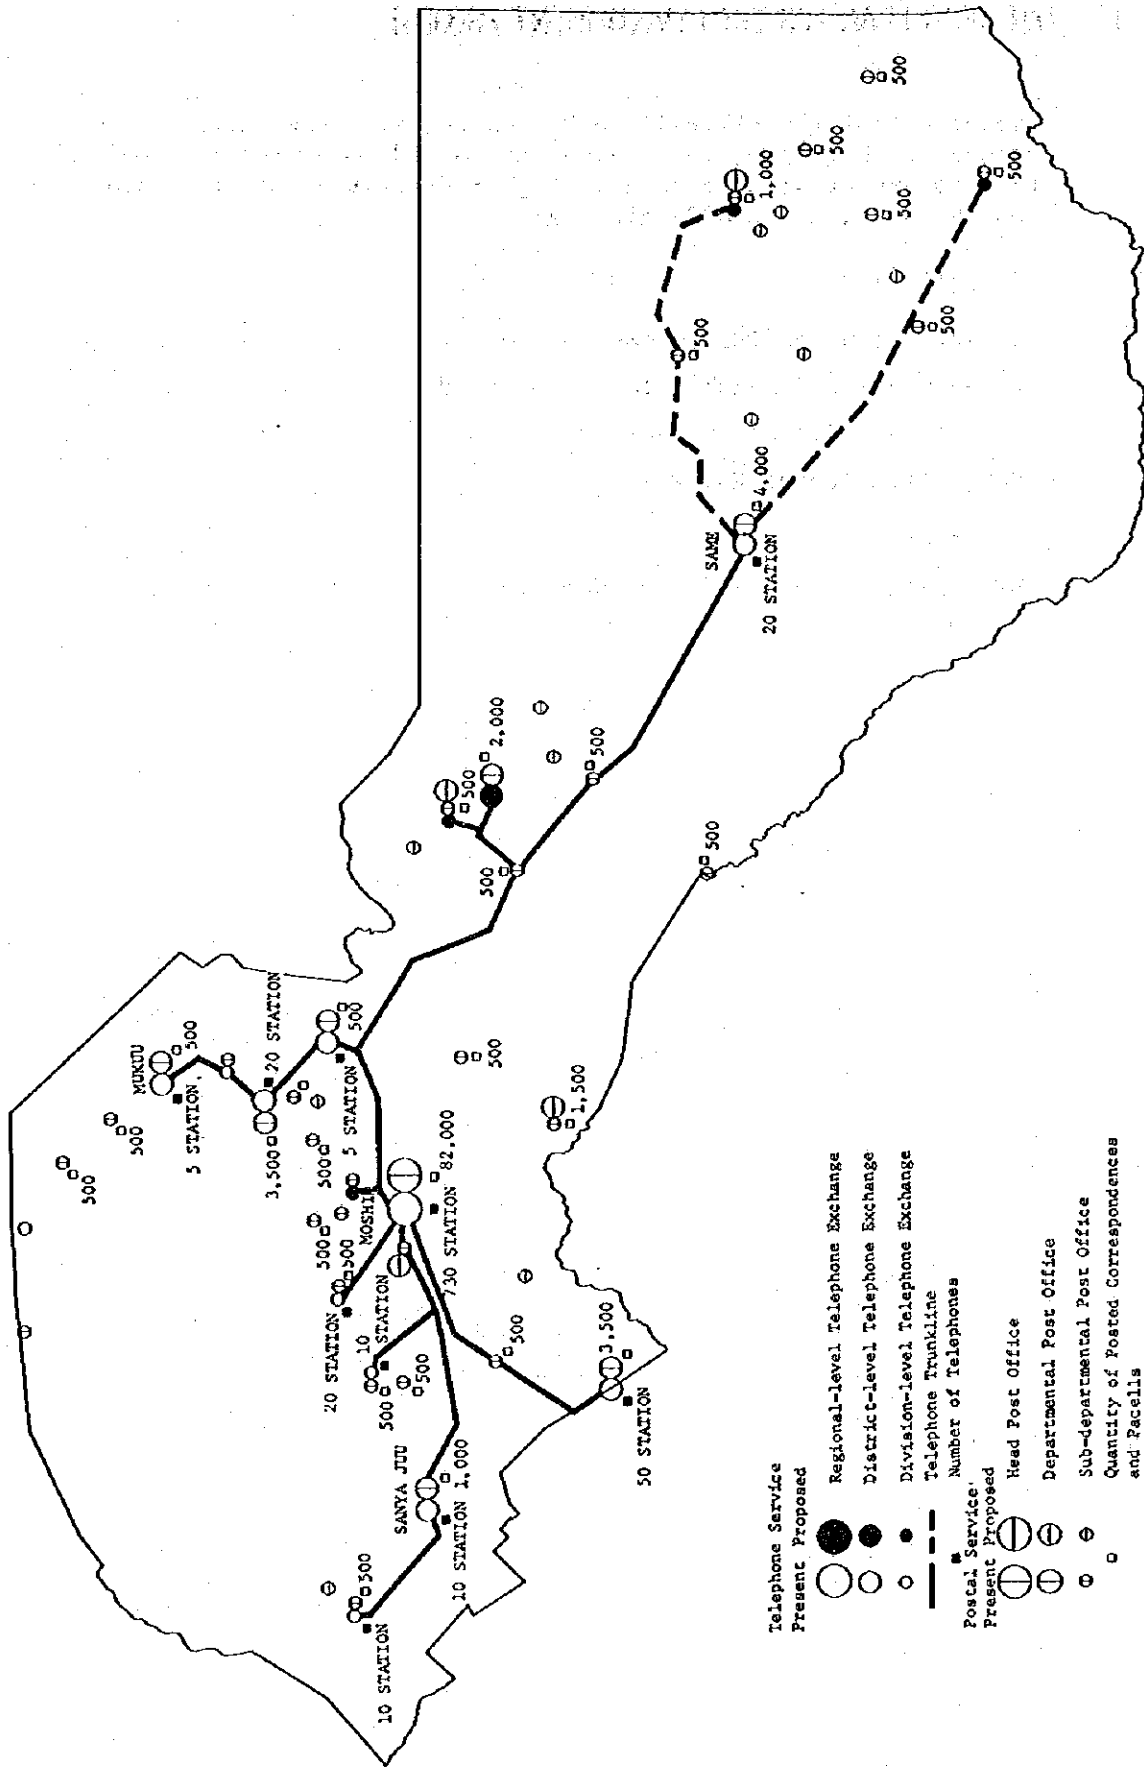 500
500
MUKUU
500
5 STATION
3,500
20 STATION
500
500
20 STATION
500
5 STATION
500
MOSHI
10
STATION
500
10 STATION
500
SANYA JUU
500
82,000
730 STATION
10 STATION 1,000
500
500
500
2,000
500
1,500
500
3,500
50 STATION
500
SAME
500
4,000
1,000
20 STATION
500
500
500
500
500
Telephone Service
Present Proposed
Regional-level Telephone Exchange
District-level Telephone Exchange
Division-level Telephone Exchange
Telephone Trunkline
Number of Telephones
Postal Service
Present Proposed
Head Post Office
Departmental Post Office
Sub-departmental Post Office
Quantity of Posted Correspondences
and Pacells